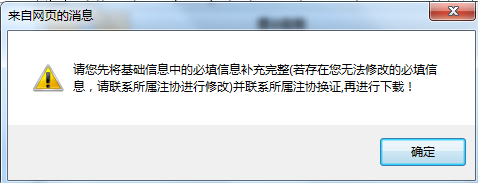 来自网页的消息
请您先将基础信息中的必填信息补充完整(若存在您无法修改的必填信
息，请联系所属注协进行修改)并联系所属注协换证,再进行下载！
确定